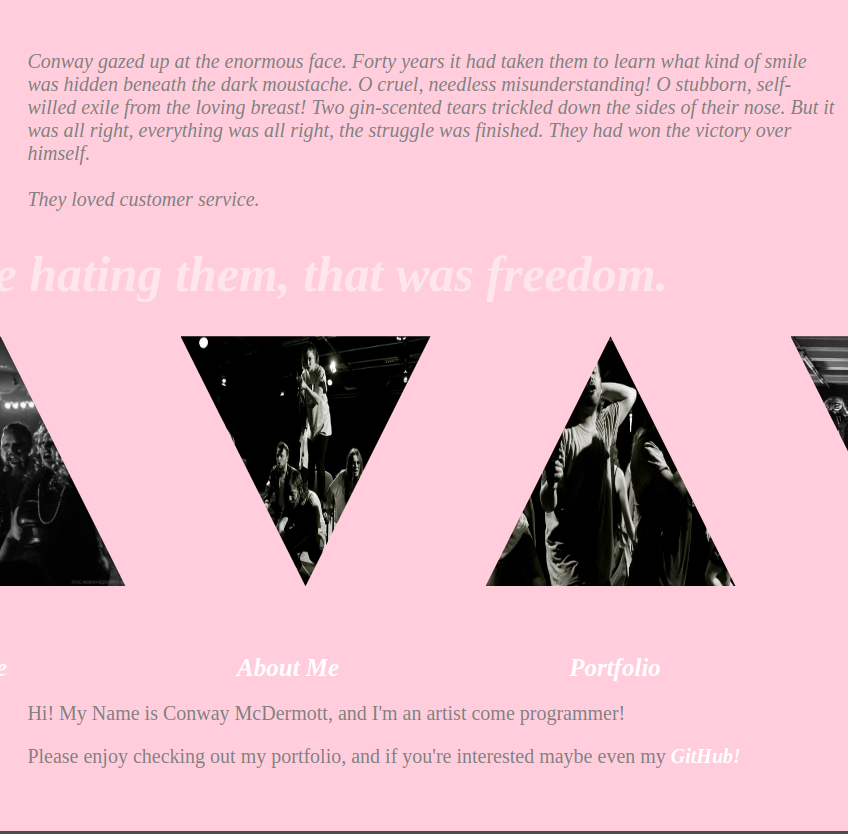 Conway gazed up at the enormous face. Forty years it had taken them to learn what kind of smile
was hidden beneath the dark moustache. O cruel, needless misunderstanding! O stubborn, self-
willed exile from the loving breast! Two gin-scented tears trickled down the sides of their nose. But it
was all right, everything was all right, the struggle was finished. They had won the victory over
himself.
They loved customer service.
e hating them, that was freedom.
e About Me Portfolio
Hi! My Name is Conway McDermott, and I'm an artist come programmer!
Please enjoy checking out my portfolio, and if you're interested maybe even my GitHub!